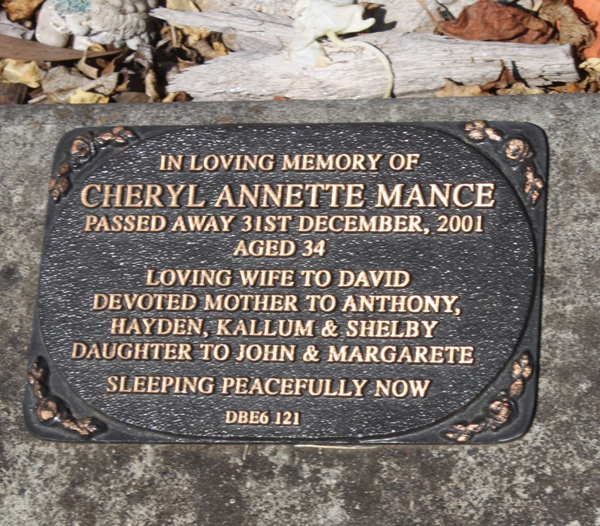 IN LOVING MEMORY OF
CHERYL ANNETTE MANCE
PASSED AWAY 31ST DECEMBER, 2001
AGED 34
LOVING WIFE TO DAVID
DEVOTED MOTHER TO ANTHONY,
HAYDEN, KALLUM & SHELBY
DAUGHTER TO JOHN & MARGARETE
SLEEPING PEACEFULLY NOW
DBE6 121